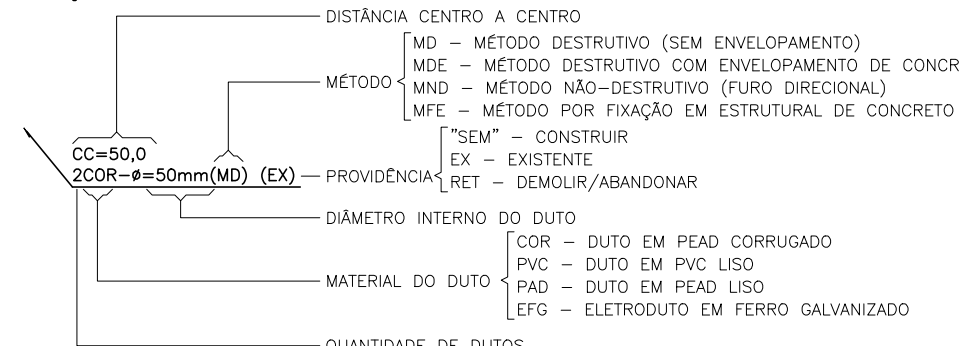 DISTÂNCIA CENTRO A CENTRO
MD – MÉTODO DESTRUTIVO (SEM ENVELOPAMENTO)
MDE – MÉTODO DESTRUTIVO COM ENVELOPAMENTO DE CONCR
MÉTODO
MND – MÉTODO NÃO–DESTRUTIVO (FURO DIRECIONAL)
MFE – MÉTODO POR FIXAÇÃO EM ESTRUTURAL DE CONCRETO
"SEM" – CONSTRUIR
CC=50,0
EX – EXISTENTE
2COR–ø=50mm(MD) (EX)
PROVIDÊNCIA
RET – DEMOLIR/ABANDONAR
DIÂMETRO INTERNO DO DUTO
COR – DUTO EM PEAD CORRUGADO
PVC – DUTO EM PVC LISO
MATERIAL DO DUTO
PAD – DUTO EM PEAD LISO
EFG – ELETRODUTO EM FERRO GALVANIZADO
QUANTIDADE DE DUTOS